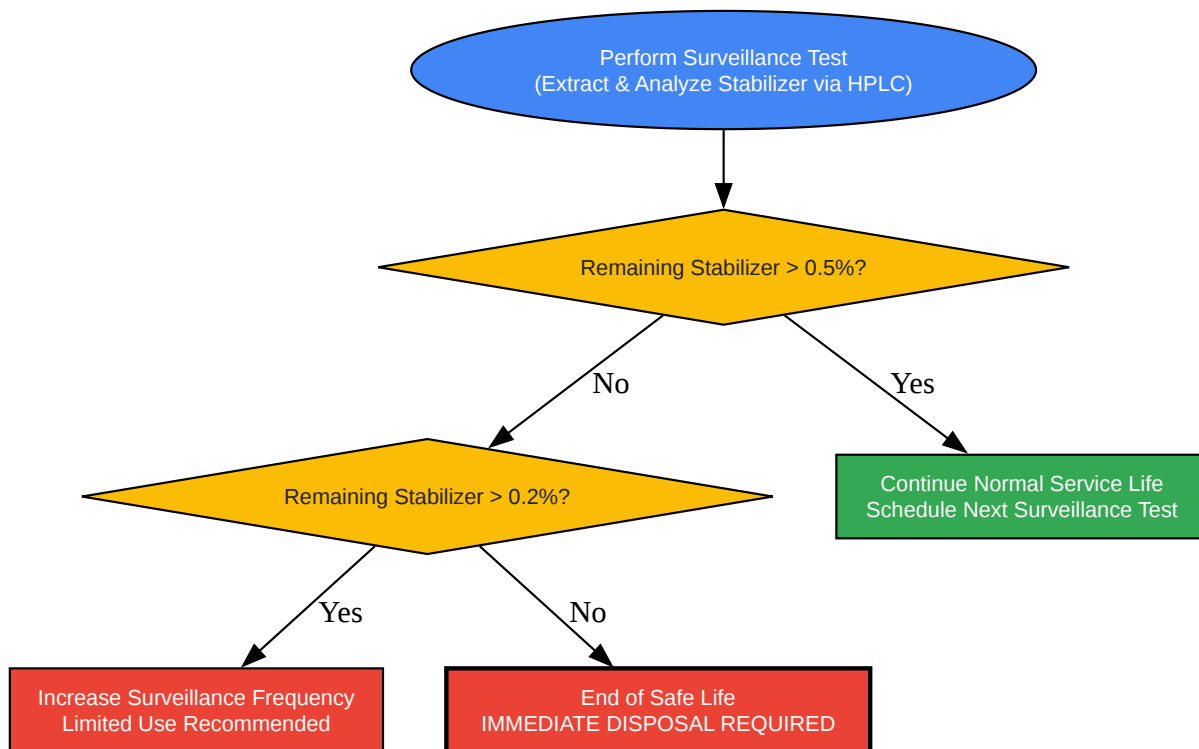 Perform Surveillance Test
(Extract & Analyze Stabilizer via HPLC)
Remaining Stabilizer > 0.5%?
No
Yes
Remaining Stabilizer > 0.2%?
Continue Normal Service Life
Schedule Next Surveillance Test
Yes
No
Increase Surveillance Frequency
Limited Use Recommended
End of Safe Life
IMMEDIATE DISPOSAL REQUIRED